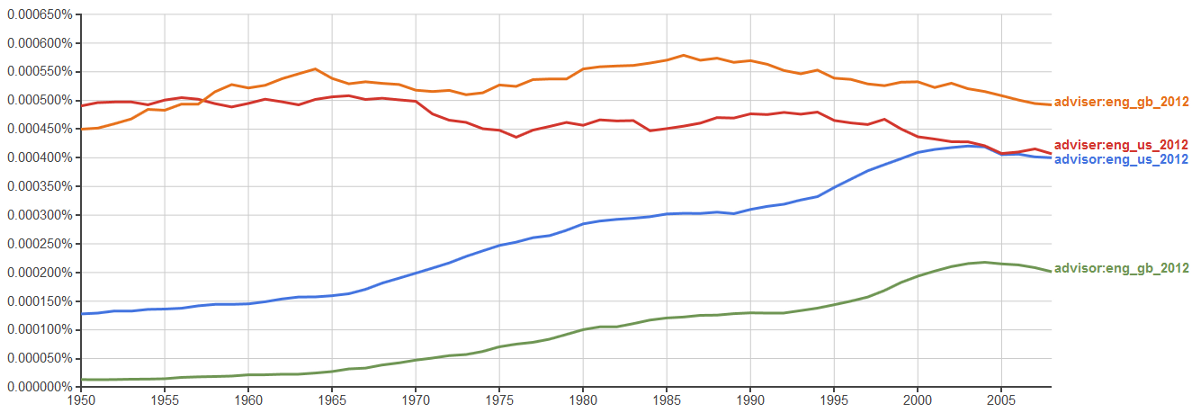 0.000650%
0.000600%
0.000550%
0.000500%
adviser:eng_gb_2012
0.000450%
adviser:eng_us_2012
0.000400%
advisor:eng_us_2012
0.000350%
0.000300%
0.000250%
0.000200%
advisor:eng_gb_2012
0.000150%
0.000100%
0.000050%
0.000000%
1950 1955 1960 1965 1970 1975 1980 1985 1990 1995 2000 2005